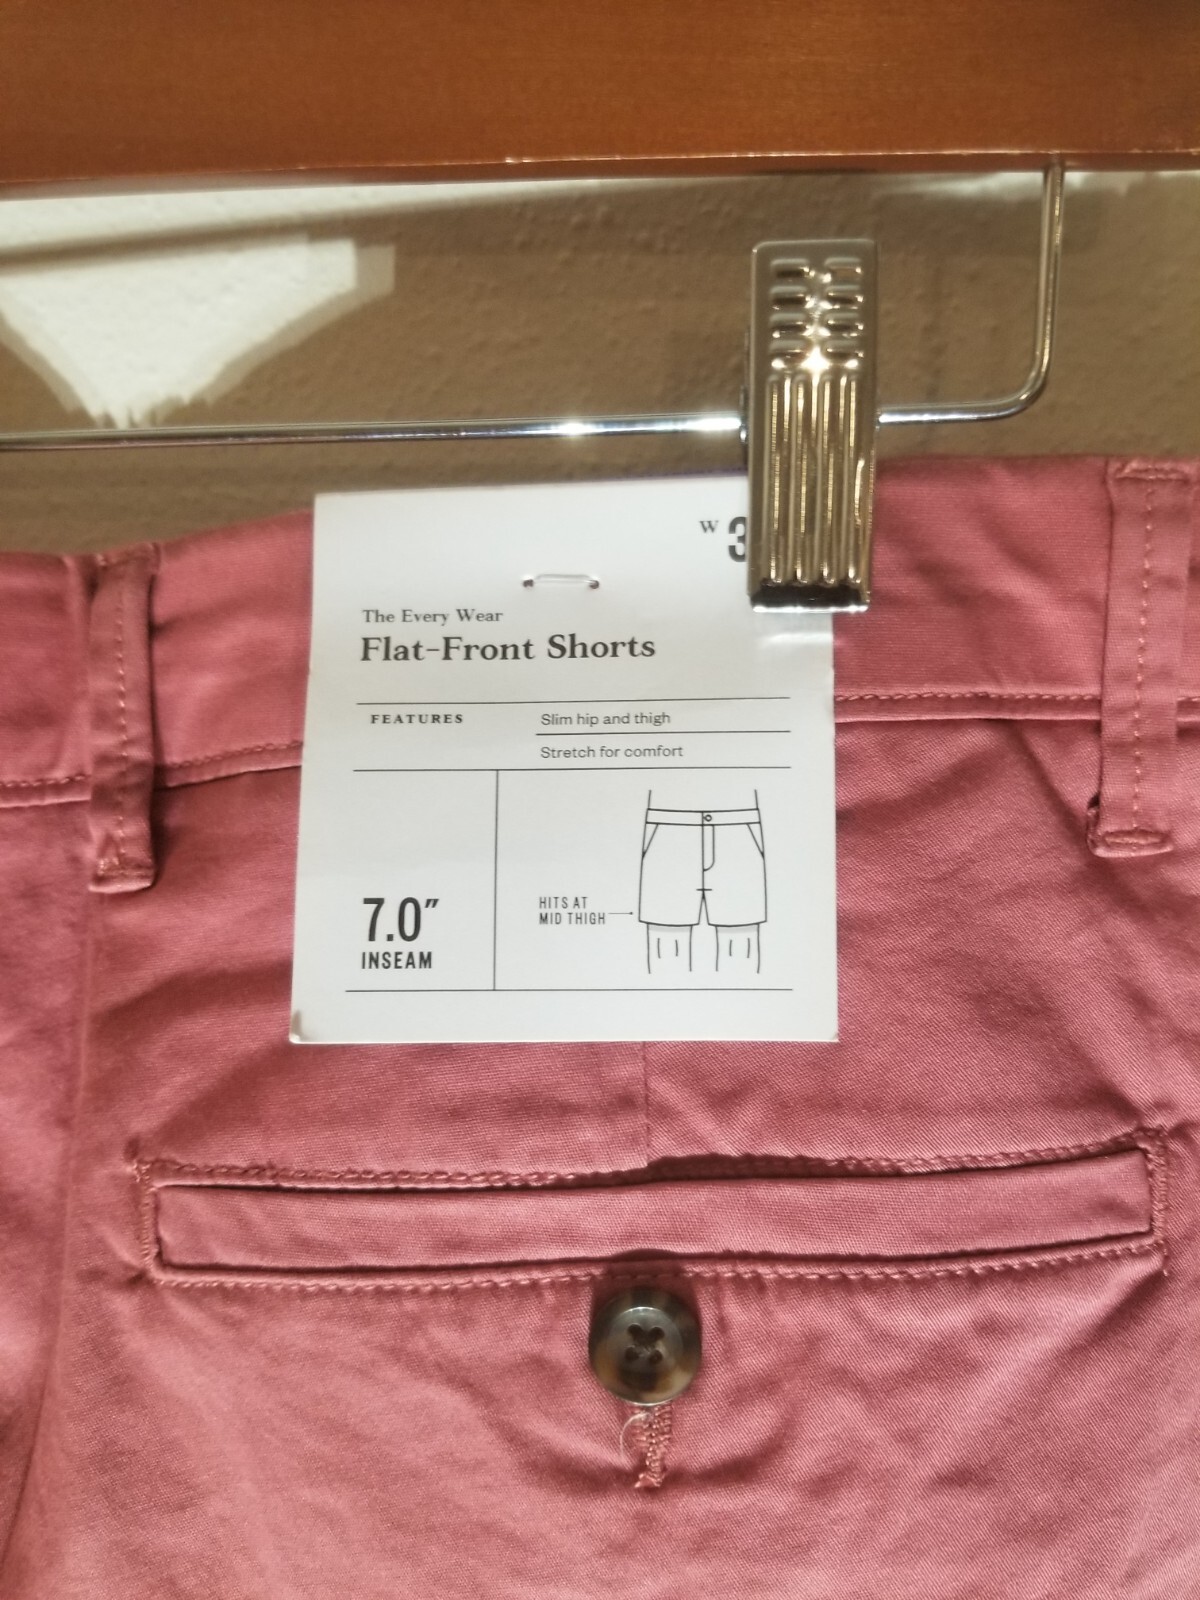 W 3
The Every Wear
Flat-Front Shorts
FEATURES
Slim hip and thigh
Stretch for comfort
7.0"
INSEAM
HITS AT
MID THIGH